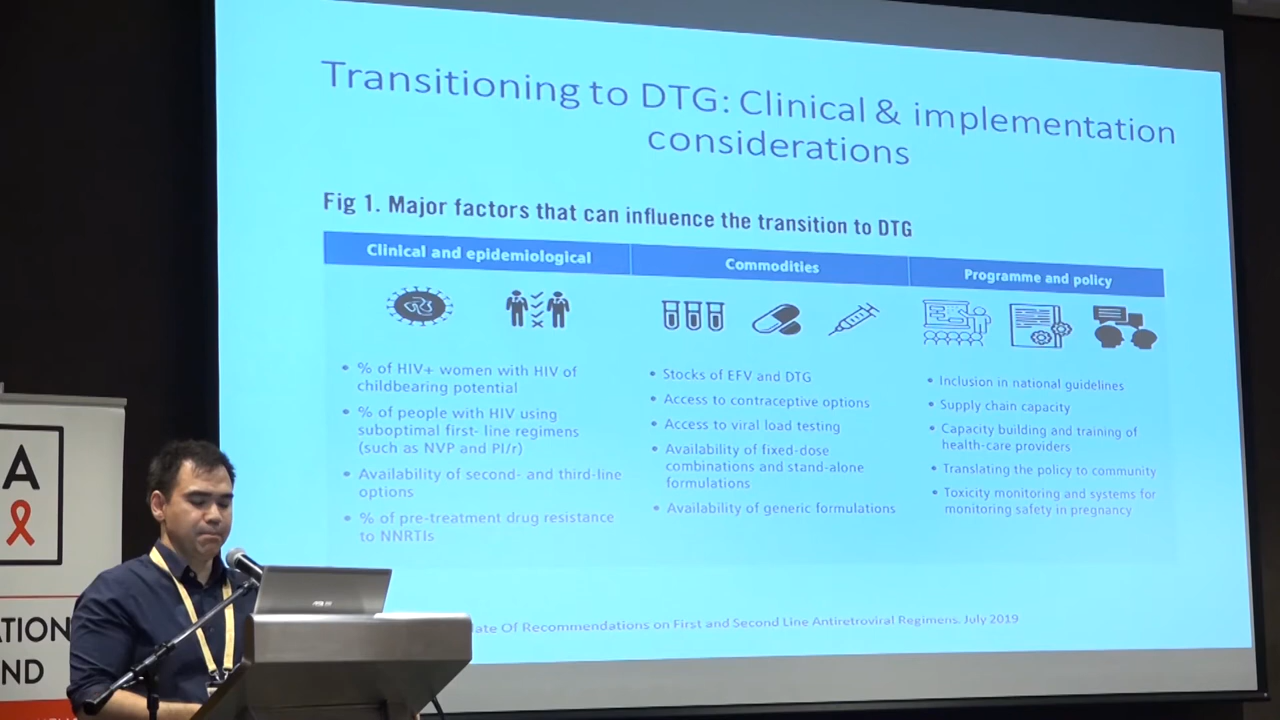 Transitioning to DTG: Clinical & implementation
considerations
Fig 1. Major factors that can influence the transition to DTG
Clinical and epidemiological
• % of HIV+ women with HIV of
childbearing potential
• % of people with HIV using
suboptimal first- line regimens
(such as NVP and PI/r)
• Availability of second- and third-line
options
• % of pre-treatment drug resistance
to NNRTIs
Commodities
• Stocks of EFV and DTG
• Access to contraceptive options
• Access to viral load testing
• Availability of fixed-dose
combinations and stand-alone
formulations
• Availability of generic formulations
Programme and policy
• Inclusion in national guidelines
• Supply chain capacity
• Capacity building and training of
health-care providers
• Translating the policy to community
• Toxicity monitoring and systems for
monitoring safety in pregnancy
Of Recommendations on First and Second Line Antiretroviral Regimens. July 2019
A